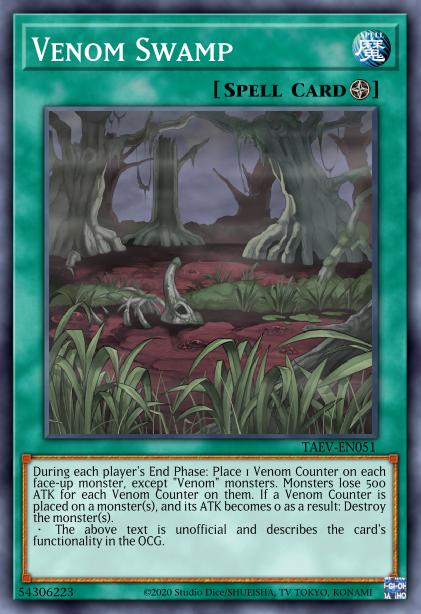 VENOM SWAMP
SPELL
魔
[SPELL CARD]
TAEV-EN051
During each player's End Phase: Place 1 Venom Counter on each
face-up monster, except "Venom" monsters. Monsters lose 500
ATK for each Venom Counter on them. If a Venom Counter is
placed on a monster(s), and its ATK becomes 0 as a result: Destroy
the monster(s).
· The above text is unofficial and describes the card's
functionality in the OCG.
54306223
©2020 Studio Dice/SHUEISHA, TV TOKYO, KONAMI